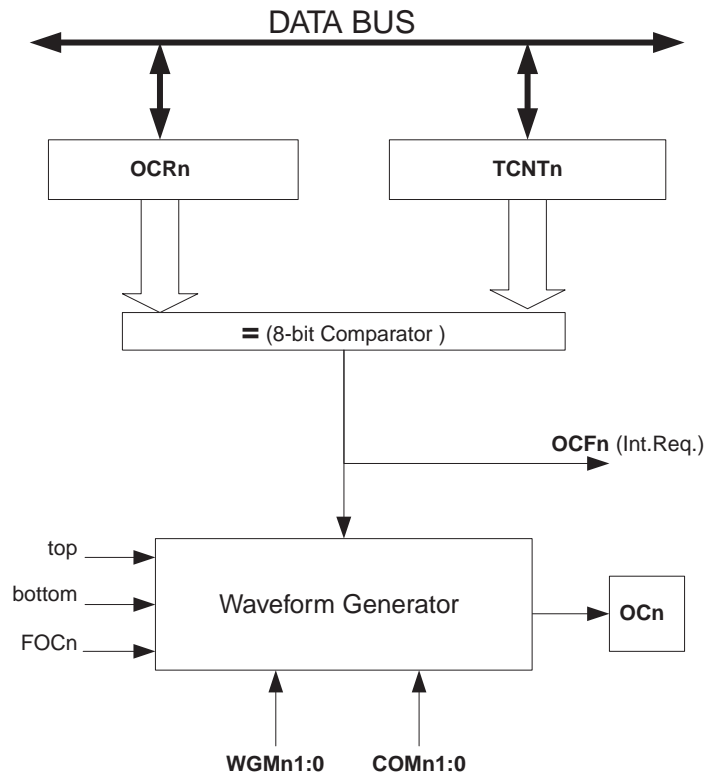 DATA BUS
OCRn
TCNTn
= (8-bit Comparator )
OCFn (Int.Req.)
top
bottom
FOCn
Waveform Generator
OCn
WGMn1:0
COMn1:0